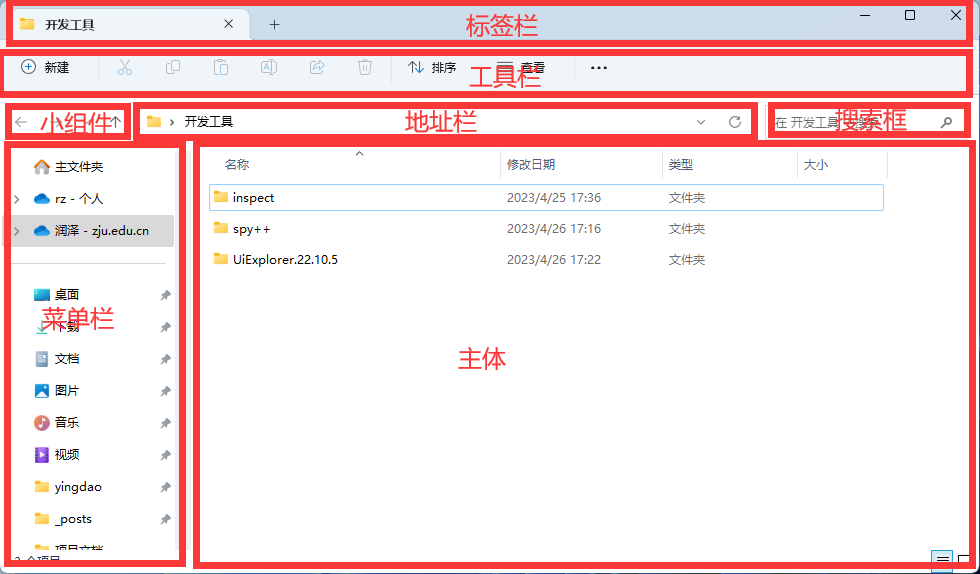 开发工具
标签栏
新建
排序
查看
工具栏
小组件
开发工具
地址栏
在 开发工具
搜索框
主文件夹
rz - 个人
润泽 - zju.edu.cn
桌面
下载
菜单栏
文档
图片
音乐
视频
yingdao
_posts
项目文档
3 个项目
名称 修改日期 类型 大小
inspect 2023/4/25 17:36 文件夹
spy++ 2023/4/26 17:16 文件夹
UiExplorer.22.10.5 2023/4/26 17:22 文件夹
主体